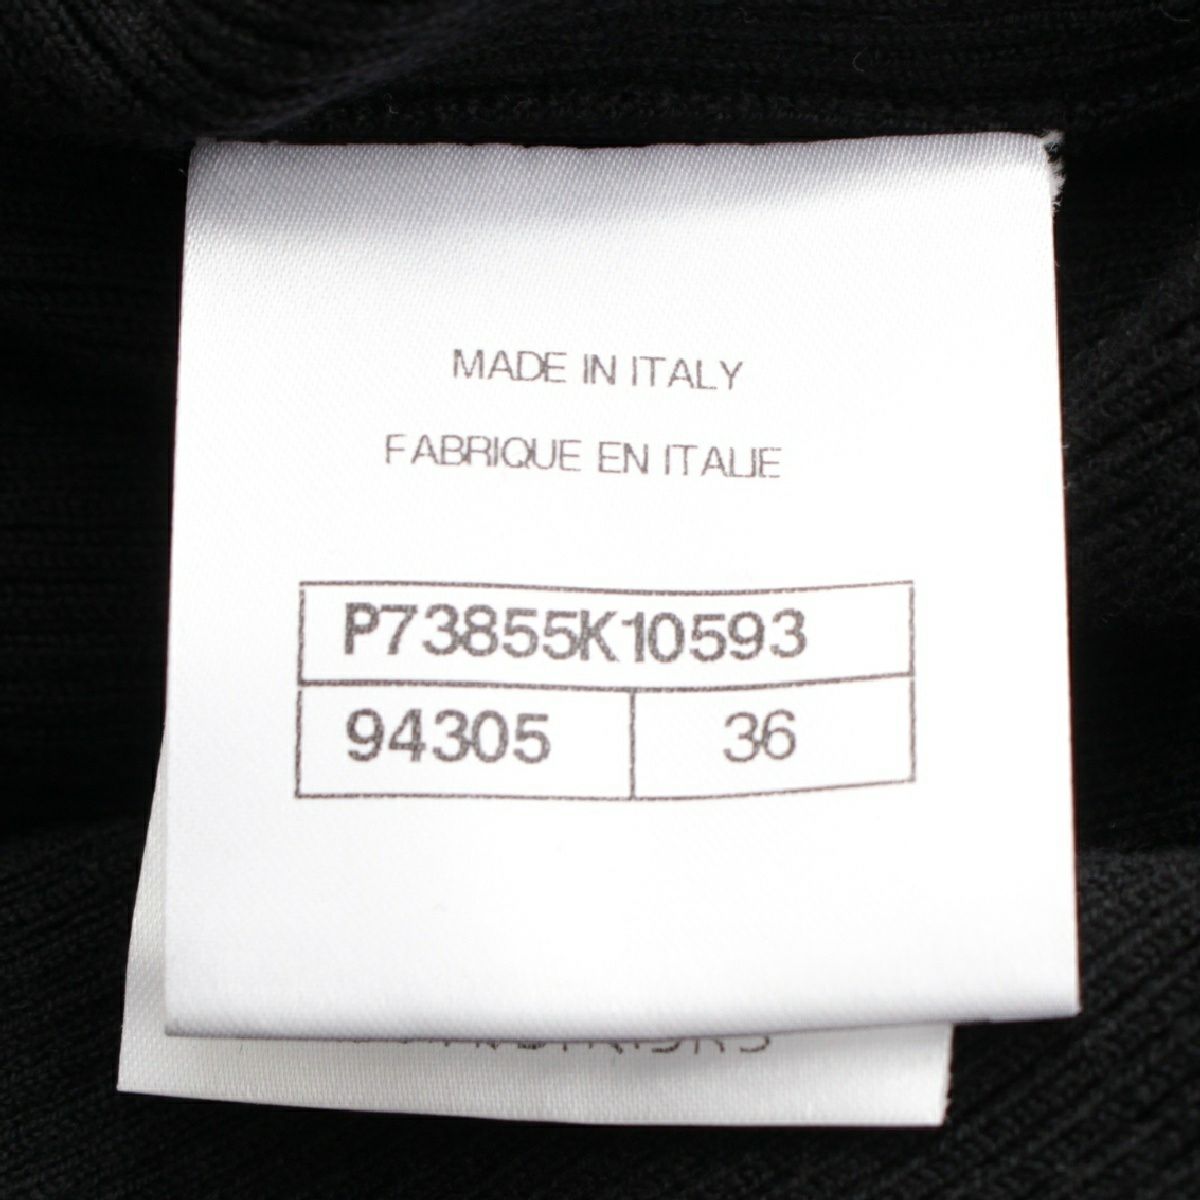 MADE IN ITALY
FABRIQUE EN ITALIE
P73855K10593
94305 36